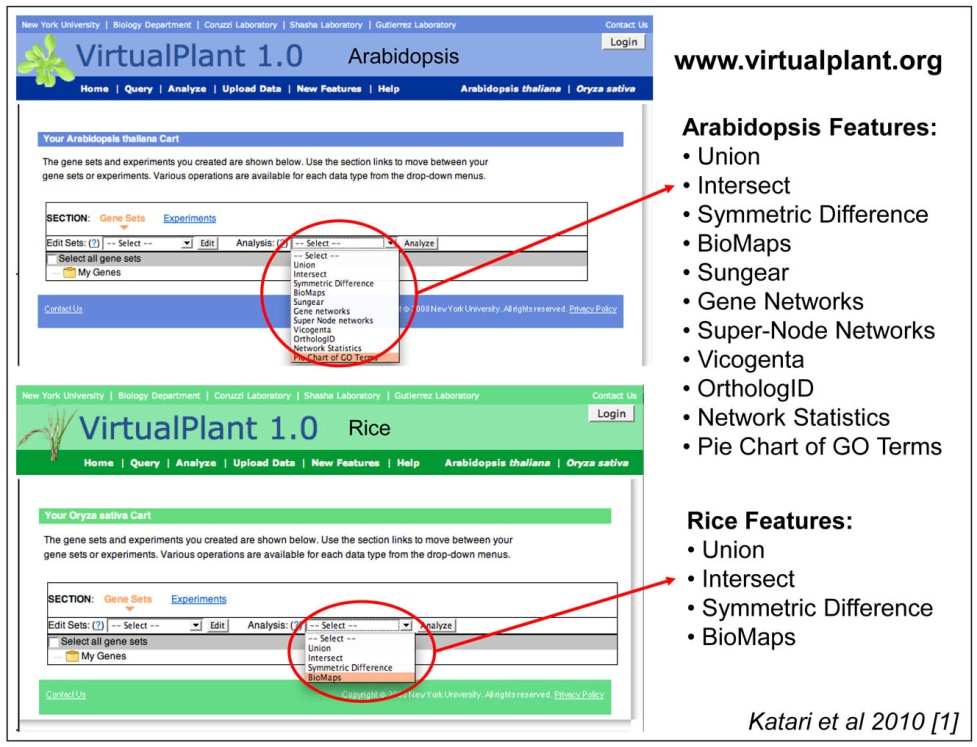 New York University | Biology Department | Coruzzi Laboratory | Shasha Laboratory | Gutierrez Laboratory Contact Us
Login
VirtualPlant 1.0 Arabidopsis
Home | Query | Analyze | Upload Data | New Features | Help Arabidopsis thaliana | Oryza sativa
Your Arabidopsis thaliana Cart
The gene sets and experiments you created are shown below. Use the section links to move between your
gene sets or experiments. Various operations are available for each data type from the drop-down menus.
SECTION: Gene Sets Experiments
Edit Sets: (?) -- Select -- Edit Analysis: (?) -- Select -- Analyze
Select all gene sets
My Genes
-- Select --
Union
Intersect
Symmetric Difference
BioMaps
Sungear
Gene networks
Super Node networks
Vicogenta
OrthologID
Network Statistics
Pie Chart of GO Terms
Contact Us © 2008 New York University. All rights reserved. Privacy Policy
New York University | Biology Department | Coruzzi Laboratory | Shasha Laboratory | Gutierrez Laboratory Contact Us
Login
VirtualPlant 1.0 Rice
Home | Query | Analyze | Upload Data | New Features | Help Arabidopsis thaliana | Oryza sativa
Your Oryza sativa Cart
The gene sets and experiments you created are shown below. Use the section links to move between your
gene sets or experiments. Various operations are available for each data type from the drop-down menus.
SECTION: Gene Sets Experiments
Edit Sets: (?) -- Select -- Edit Analysis: (?) -- Select -- Analyze
Select all gene sets
My Genes
-- Select --
Union
Intersect
Symmetric Difference
BioMaps
Contact Us Copyright © 2008 New York University. All rights reserved. Privacy Policy
www.virtualplant.org
Arabidopsis Features:
• Union
• Intersect
• Symmetric Difference
• BioMaps
• Sungear
• Gene Networks
• Super-Node Networks
• Vicogenta
• OrthologID
• Network Statistics
• Pie Chart of GO Terms
Rice Features:
• Union
• Intersect
• Symmetric Difference
• BioMaps
Katari et al 2010 [1]